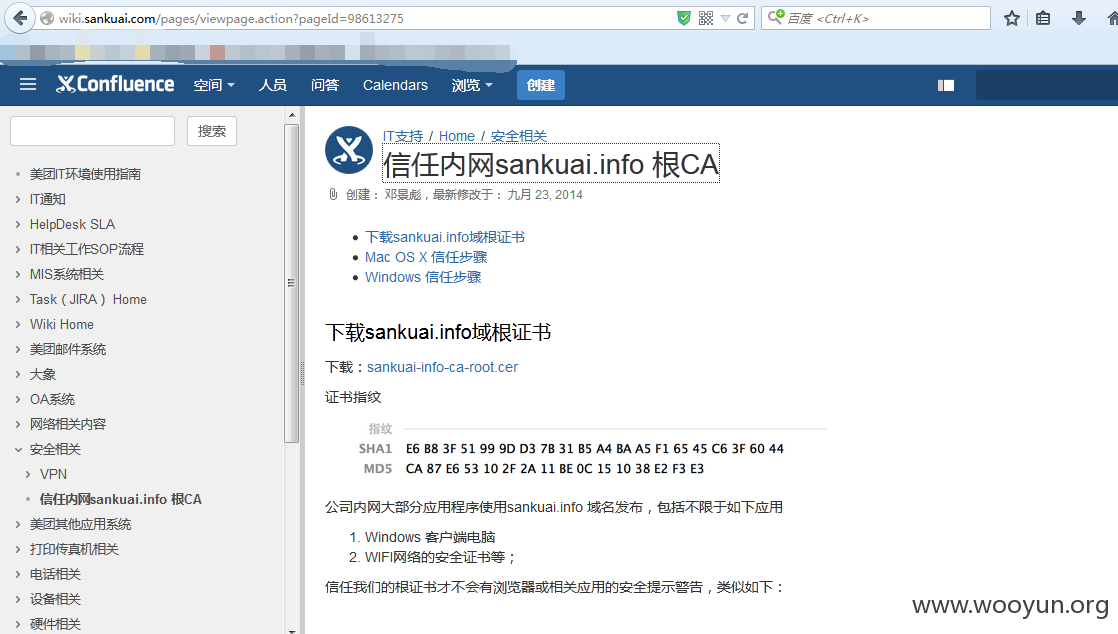 wiki.sankuai.com/pages/viewpage.action?pageId=98613275
百度 <Ctrl+K>
Confluence 空间 人员 问答 Calendars 浏览 创建
搜索
美团IT环境使用指南
IT通知
HelpDesk SLA
IT相关工作SOP流程
MIS系统相关
Task（JIRA）Home
Wiki Home
美团邮件系统
大象
OA系统
网络相关内容
安全相关
VPN
信任内网sankuai.info 根CA
美团其他应用系统
打印传真机相关
电话相关
设备相关
硬件相关
IT支持 / Home / 安全相关
信任内网sankuai.info 根CA
创建：邓景彪，最新修改于：九月 23, 2014
下载sankuai.info域根证书
Mac OS X 信任步骤
Windows 信任步骤
下载sankuai.info域根证书
下载：sankuai-info-ca-root.cer
证书指纹
指纹
SHA1 E6 B8 3F 51 99 9D D3 7B 31 B5 A4 BA A5 F1 65 45 C6 3F 60 44
MD5 CA 87 E6 53 10 2F 2A 11 BE 0C 15 10 38 E2 F3 E3
公司内网大部分应用程序使用sankuai.info 域名发布，包括不限于如下应用
1. Windows 客户端电脑
2. WIFI网络的安全证书等；
信任我们的根证书才不会有浏览器或相关应用的安全提示警告，类似如下：
www.wooyun.org